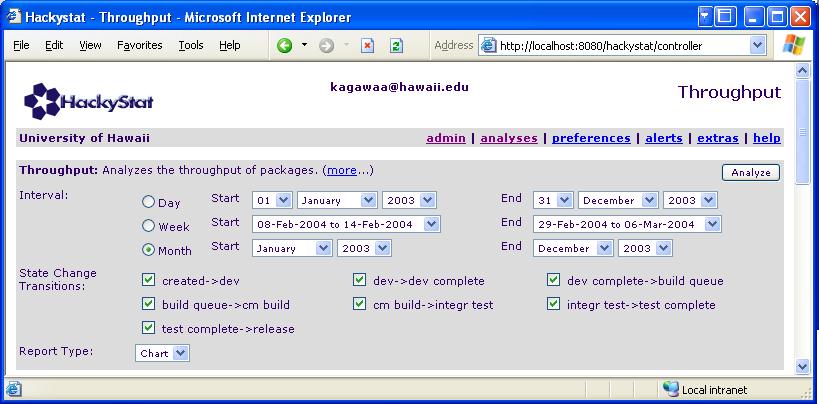 Hackystat - Throughput - Microsoft Internet Explorer
File Edit View Favorites Tools Help Address http://localhost:8080/hackystat/controller
HackyStat kagawaa@hawaii.edu Throughput
University of Hawaii admin | analyses | preferences | alerts | extras | help
Throughput: Analyzes the throughput of packages. (more...) Analyze
Interval: Day Start 01 January 2003 End 31 December 2003
Week Start 08-Feb-2004 to 14-Feb-2004 End 29-Feb-2004 to 06-Mar-2004
Month Start January 2003 End December 2003
State Change Transitions: created->dev dev->dev complete dev complete->build queue
build queue->cm build cm build->integr test integr test->test complete
test complete->release
Report Type: Chart
Local intranet